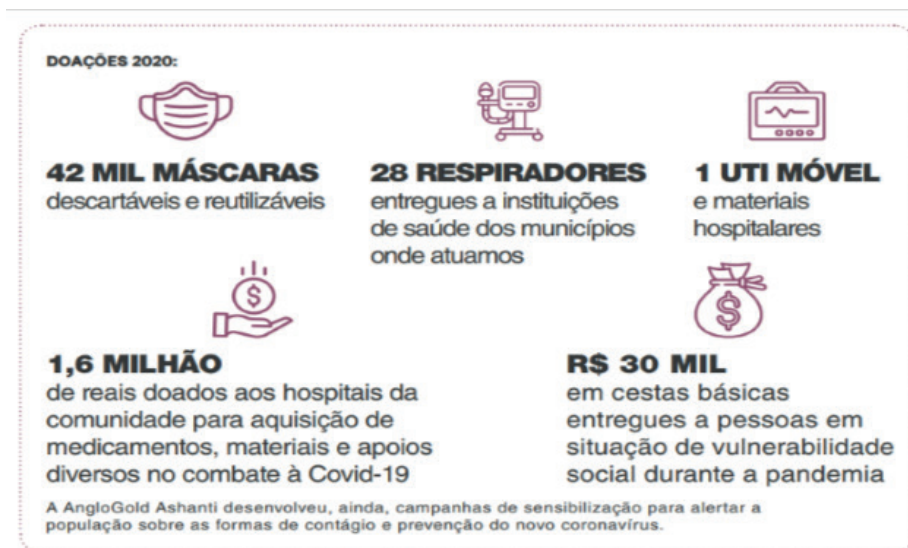 DOAÇÕES 2020:
42 MIL MÁSCARAS
descartáveis e reutilizáveis
28 RESPIRADORES
entregues a instituições
de saúde dos municípios
onde atuamos
1 UTI MÓVEL
e materiais
hospitalares
1,6 MILHÃO
de reais doados aos hospitais da
comunidade para aquisição de
medicamentos, materiais e apoios
diversos no combate à Covid-19
R$ 30 MIL
em cestas básicas
entregues a pessoas em
situação de vulnerabilidade
social durante a pandemia
A AngloGold Ashanti desenvolveu, ainda, campanhas de sensibilização para alertar a
população sobre as formas de contágio e prevenção do novo coronavírus.